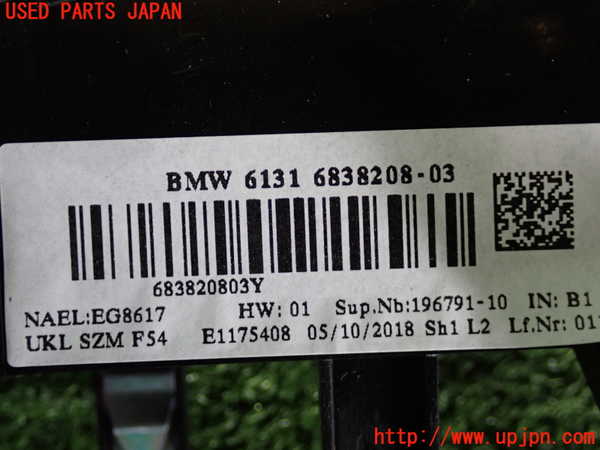 USED PARTS JAPAN
BMW 6131 6838208-03
683820803Y
NAEL:EG8617 HW: 01 Sup.Nb:196791-10 IN: B1
UKL SZM F54 E1175408 05/10/2018 Sh1 L2 Lf.Nr: 01
http://www.upjpn.com/